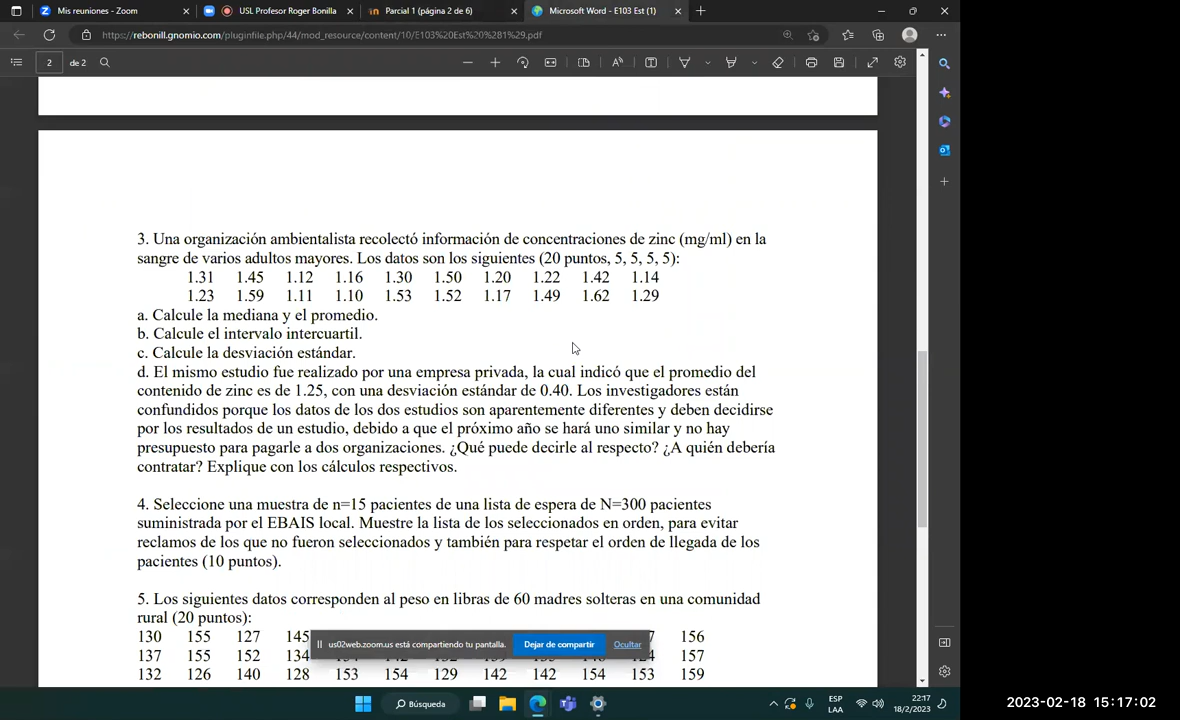 Mis reuniones - Zoom
USL Profesor Roger Bonilla
Parcial 1 (página 2 de 6)
Microsoft Word - E103 Est (1)
https://rebonill.gnomio.com/pluginfile.php/44/mod_resource/content/10/E103%20Est%20%281%29.pdf
2 de 2
3. Una organización ambientalista recolectó información de concentraciones de zinc (mg/ml) en la
sangre de varios adultos mayores. Los datos son los siguientes (20 puntos, 5, 5, 5, 5):
1.31 1.45 1.12 1.16 1.30 1.50 1.20 1.22 1.42 1.14
1.23 1.59 1.11 1.10 1.53 1.52 1.17 1.49 1.62 1.29
a. Calcule la mediana y el promedio.
b. Calcule el intervalo intercuartil.
c. Calcule la desviación estándar.
d. El mismo estudio fue realizado por una empresa privada, la cual indicó que el promedio del
contenido de zinc es de 1.25, con una desviación estándar de 0.40. Los investigadores están
confundidos porque los datos de los dos estudios son aparentemente diferentes y deben decidirse
por los resultados de un estudio, debido a que el próximo año se hará uno similar y no hay
presupuesto para pagarle a dos organizaciones. ¿Qué puede decirle al respecto? ¿A quién debería
contratar? Explique con los cálculos respectivos.
4. Seleccione una muestra de n=15 pacientes de una lista de espera de N=300 pacientes
suministrada por el EBAIS local. Muestre la lista de los seleccionados en orden, para evitar
reclamos de los que no fueron seleccionados y también para respetar el orden de llegada de los
pacientes (10 puntos).
5. Los siguientes datos corresponden al peso en libras de 60 madres solteras en una comunidad
rural (20 puntos):
130 155 127 145 156
us02web.zoom.us está compartiendo tu pantalla. Dejar de compartir Ocultar
137 155 152 134 157
132 126 140 128 153 154 129 142 142 154 153 159
Búsqueda
ESP
LAA
22:17
18/2/2023
2023-02-18 15:17:02